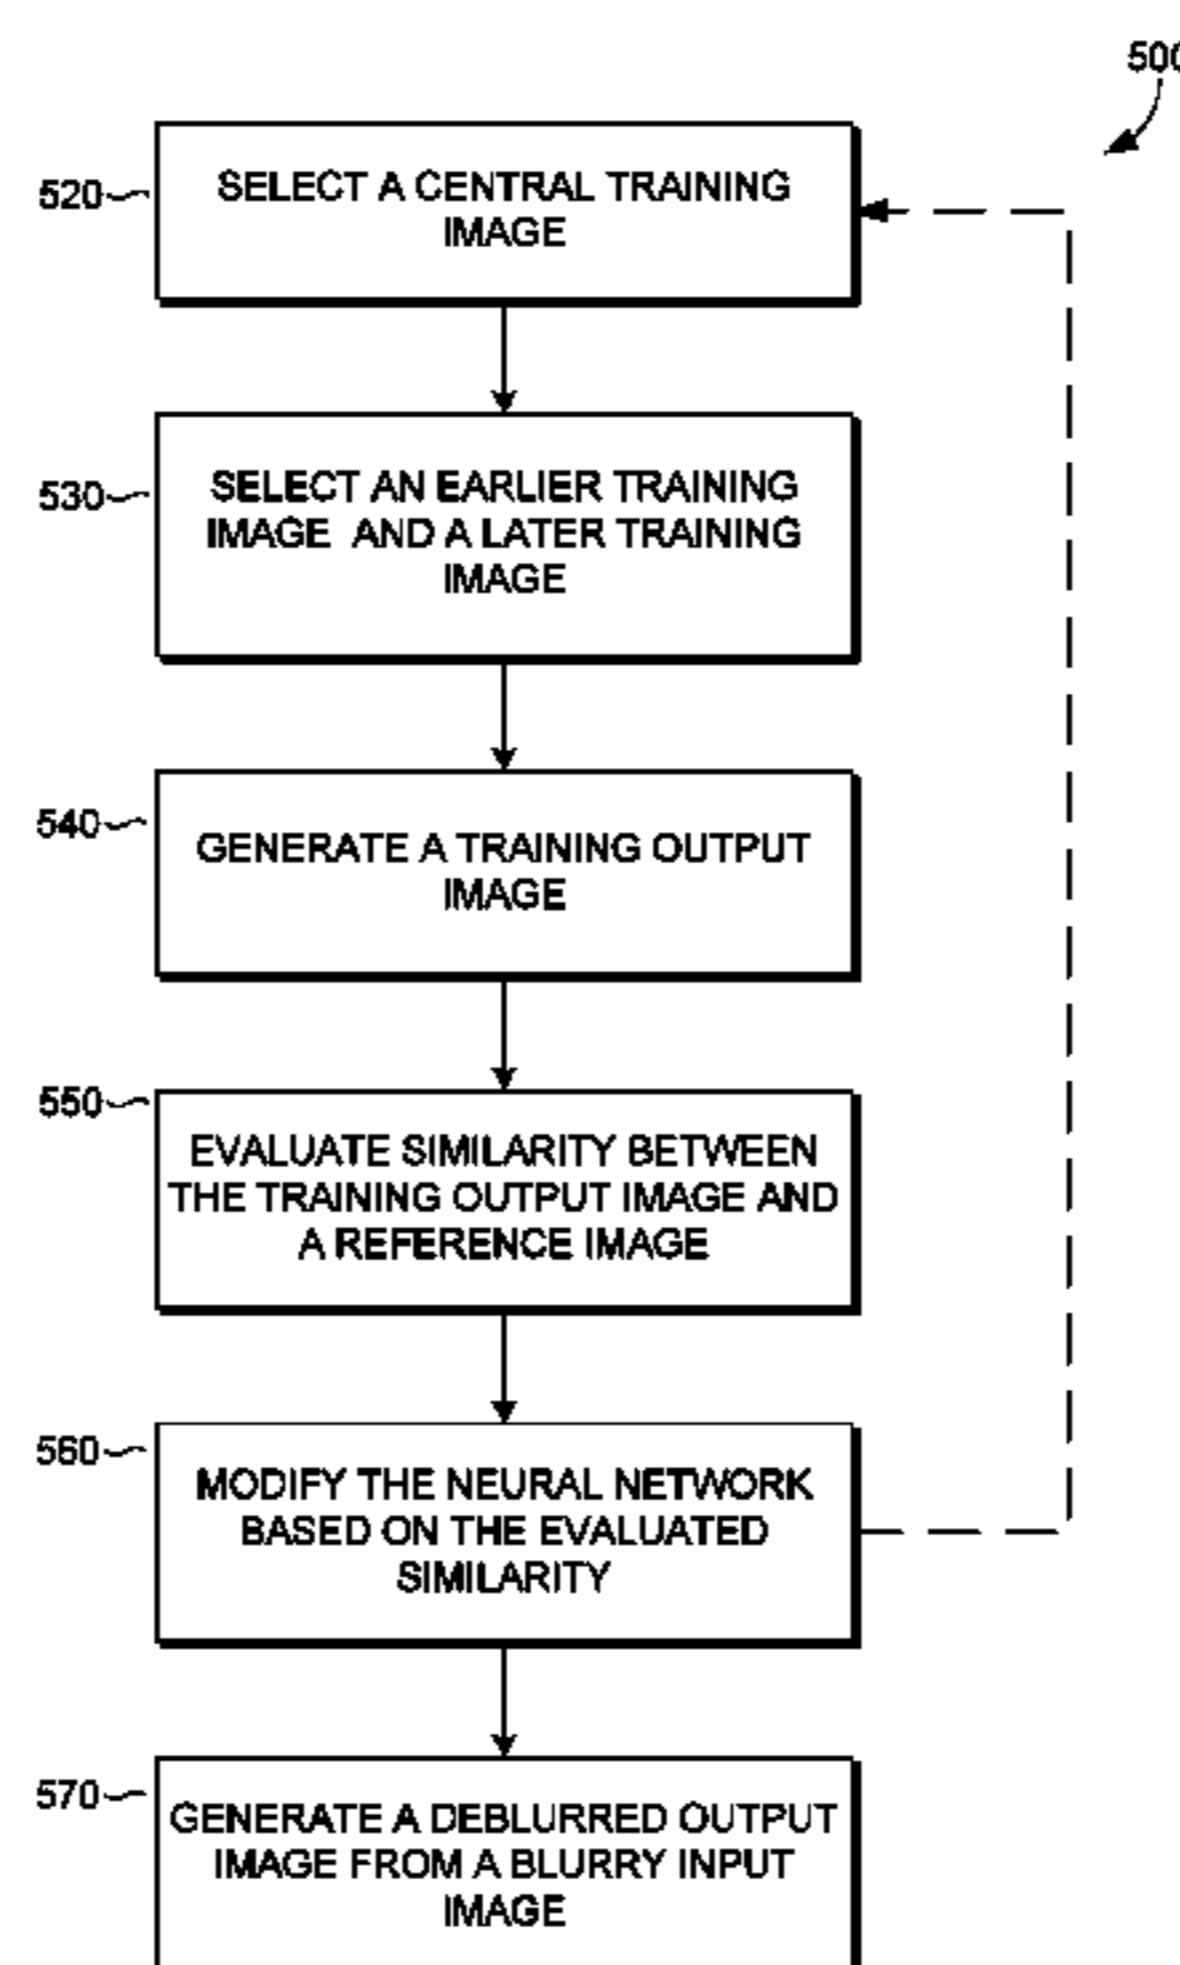 500
520
SELECT A CENTRAL TRAINING
IMAGE
530
SELECT AN EARLIER TRAINING
IMAGE AND A LATER TRAINING
IMAGE
540
GENERATE A TRAINING OUTPUT
IMAGE
550
EVALUATE SIMILARITY BETWEEN
THE TRAINING OUTPUT IMAGE AND
A REFERENCE IMAGE
560
MODIFY THE NEURAL NETWORK
BASED ON THE EVALUATED
SIMILARITY
570
GENERATE A DEBLURRED OUTPUT
IMAGE FROM A BLURRY INPUT
IMAGE